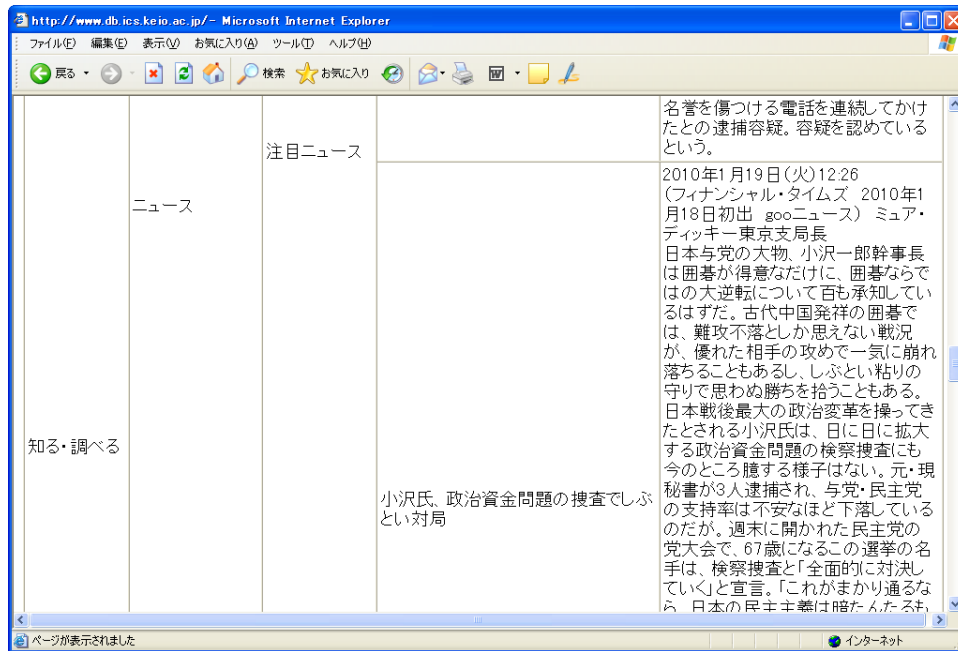 http://www.db.ics.keio.ac.jp/- Microsoft Internet Explorer
ファイル(F) 編集(E) 表示(V) お気に入り(A) ツール(T) ヘルプ(H)
戻る 検索 お気に入り
名誉を傷つける電話を連続してかけ
たとの逮捕容疑。容疑を認めている
という。
注目ニュース
ニュース
2010年1月19日(火)12:26
(フィナンシャル・タイムズ 2010年1
月18日初出 gooニュース) ミュア・
ディッキー東京支局長
日本与党の大物、小沢一郎幹事長
は囲碁が得意なだけに、囲碁ならで
はの大逆転について百も承知してい
るはずだ。古代中国発祥の囲碁で
は、難攻不落としか思えない戦況
が、優れた相手の攻めで一気に崩れ
落ちることもあるし、しぶとい粘りの
守りで思わぬ勝ちを拾うこともある。
日本戦後最大の政治変革を操ってき
たとされる小沢氏は、日に日に拡大
する政治資金問題の検察捜査にも
今のところ臆する様子はない。元・現
秘書が3人逮捕され、与党・民主党
の支持率は不安なほど下落している
のだが。週末に開かれた民主党の
党大会で、67歳になるこの選挙の名
手は、検察捜査と「全面的に対決し
ていく」と宣言。「これがまかり通るな
ら、日本の民主主義は暗たんたるも
知る・調べる
小沢氏、政治資金問題の捜査でしぶ
とい対局
ページが表示されました
インターネット